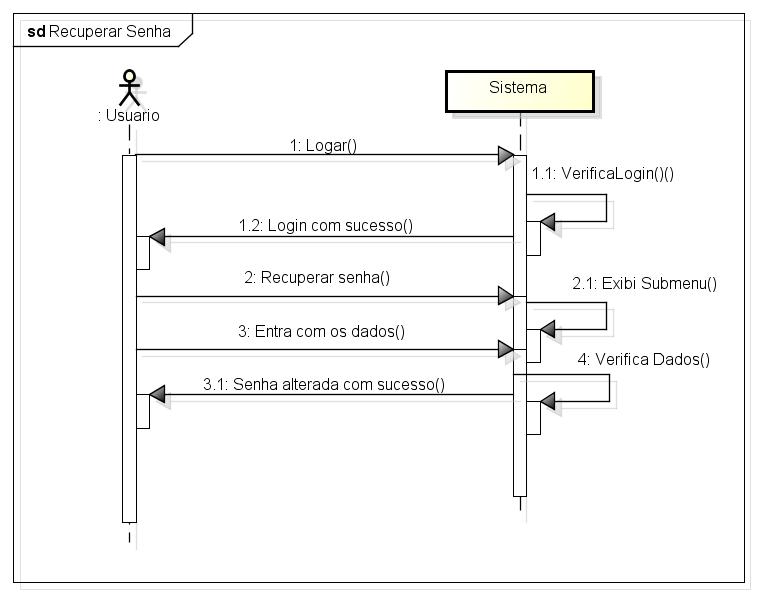 sd Recuperar Senha
: Usuario
Sistema
1: Logar()
1.1: VerificaLogin()()
1.2: Login com sucesso()
2: Recuperar senha()
2.1: Exibi Submenu()
3: Entra com os dados()
4: Verifica Dados()
3.1: Senha alterada com sucesso()